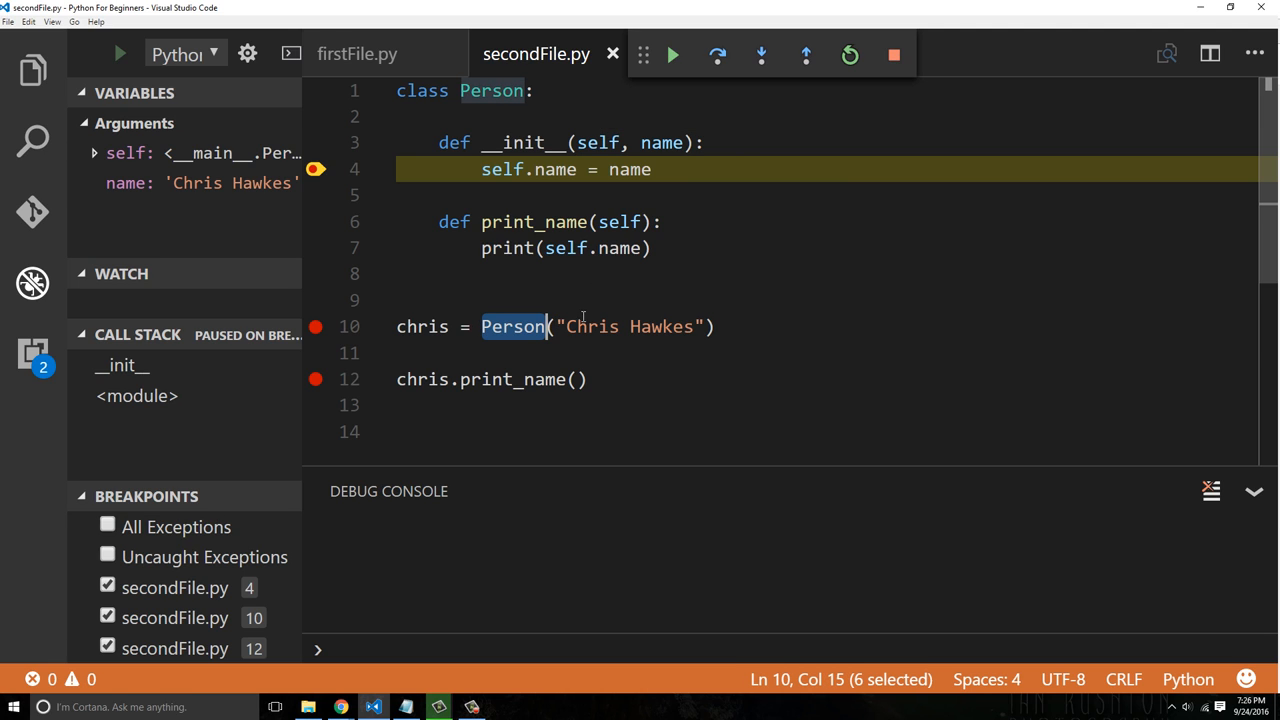 secondFile.py - Python For Beginners - Visual Studio Code
File Edit View Go Help
Python
firstFile.py
secondFile.py
VARIABLES
Arguments
self: <__main__.Per...
name: 'Chris Hawkes'
WATCH
CALL STACK PAUSED ON BRE...
__init__
<module>
BREAKPOINTS
All Exceptions
Uncaught Exceptions
secondFile.py 4
secondFile.py 10
secondFile.py 12
2
1 class Person:
2
3 def __init__(self, name):
4 self.name = name
5
6 def print_name(self):
7 print(self.name)
8
9
10 chris = Person("Chris Hawkes")
11
12 chris.print_name()
13
14
DEBUG CONSOLE
0 0
Ln 10, Col 15 (6 selected) Spaces: 4 UTF-8 CRLF Python
I'm Cortana. Ask me anything.
7:26 PM
9/24/2016